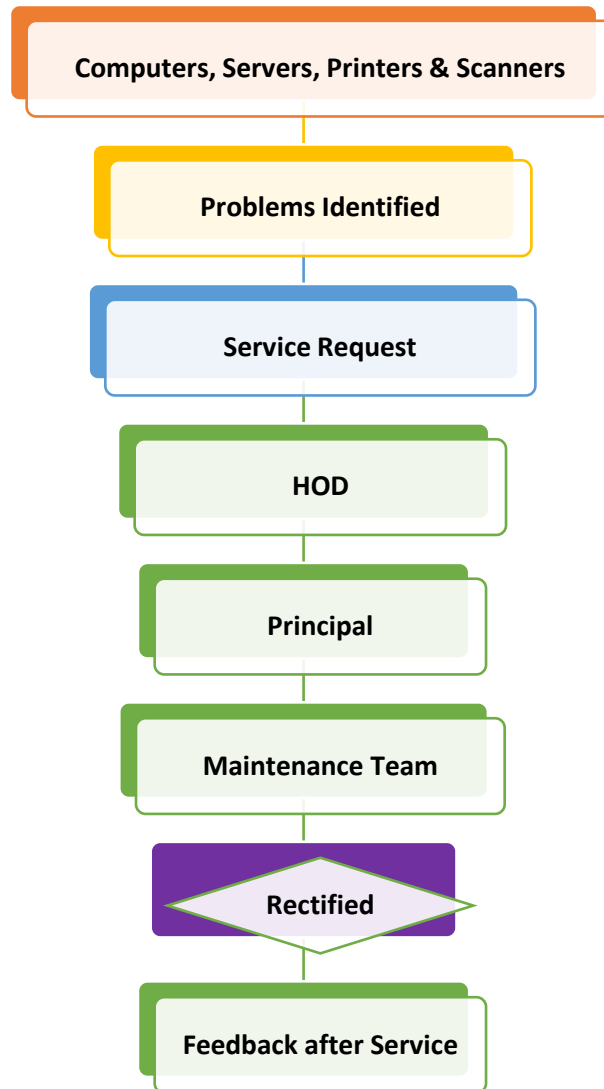 Computers, Servers, Printers & Scanners
Problems Identified
Service Request
HOD
Principal
Maintenance Team
Rectified
Feedback after Service